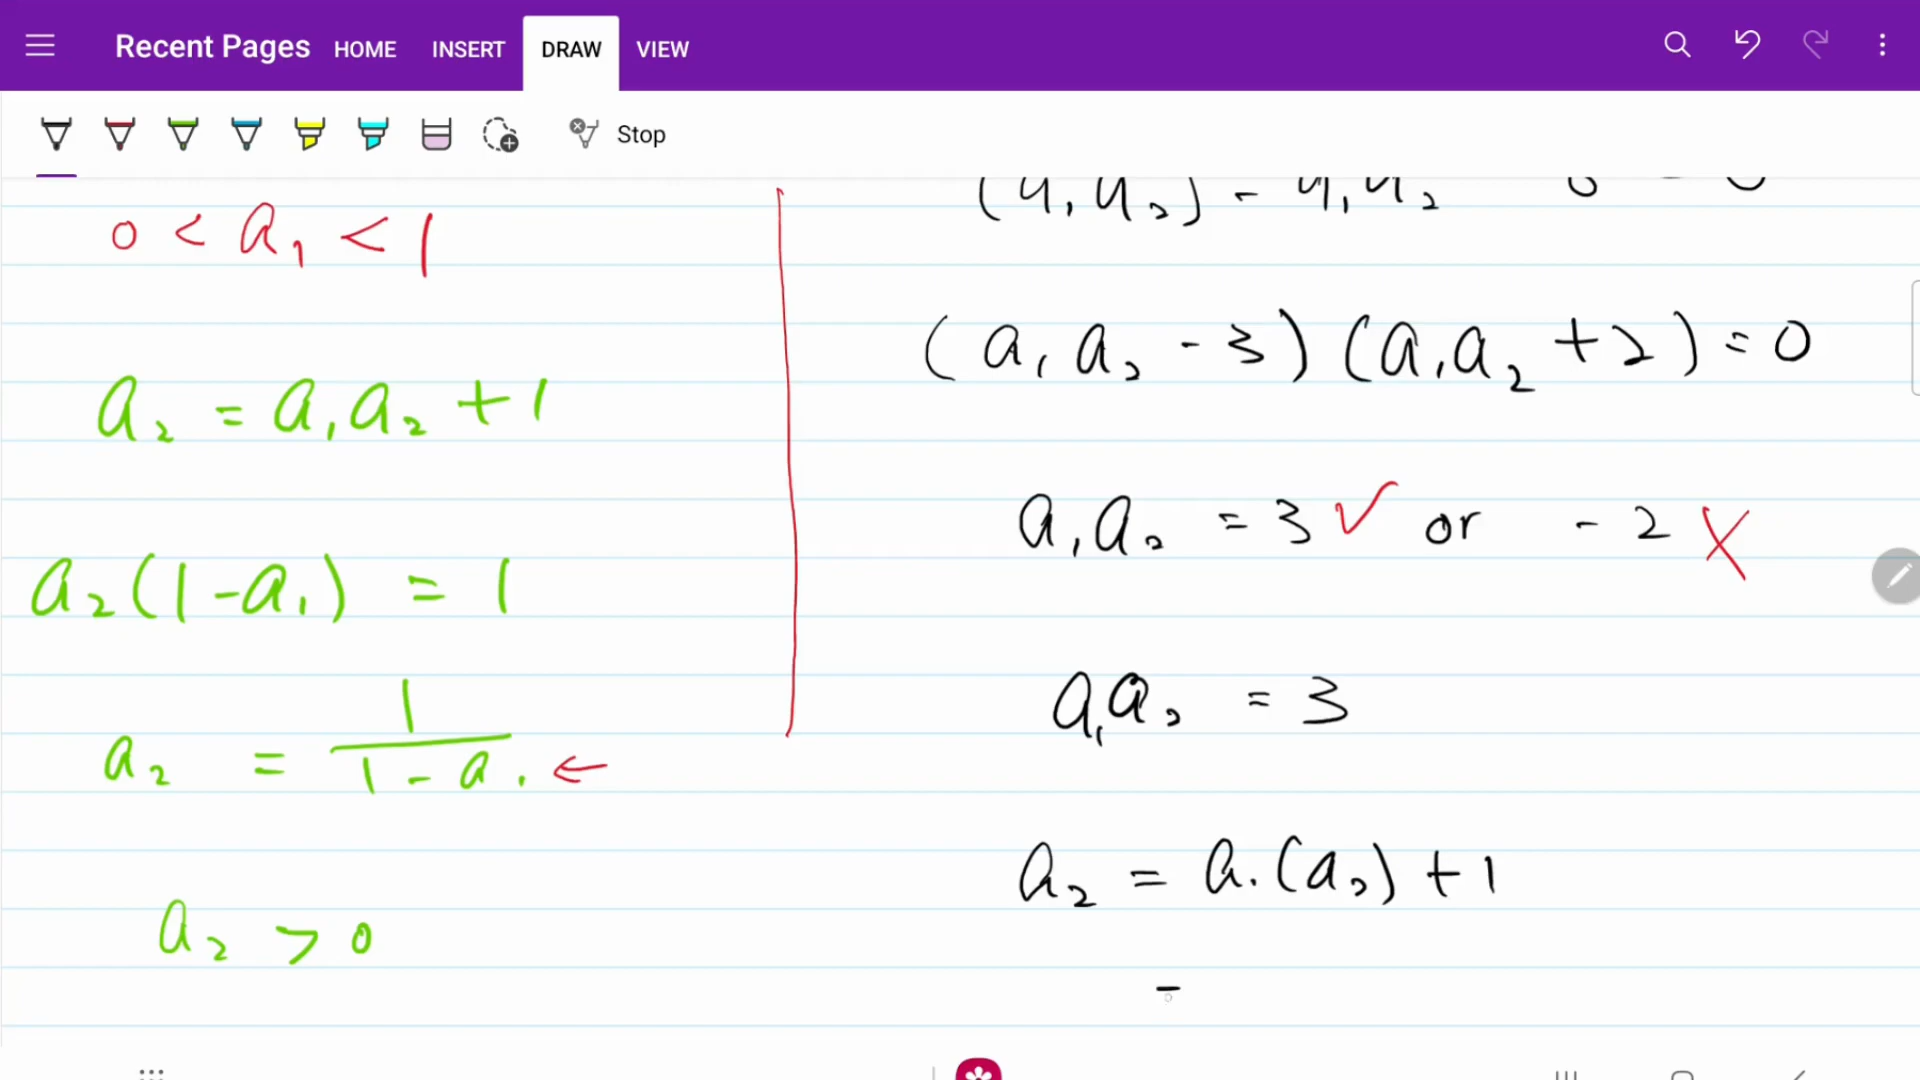 Recent Pages HOME INSERT DRAW VIEW
Stop
0 < a₁ < 1
a₂ = a₁a₂ + 1
a₂(1 - a₁) = 1
a₂ = 1/(1 - a₁) ←
a₂ > 0
(a₁a₂ - 3)(a₁a₂ + 2) = 0
a₁a₂ = 3 ✓ or - 2 X
a₁a₂ = 3
a₂ = a₁(a₂) + 1
-